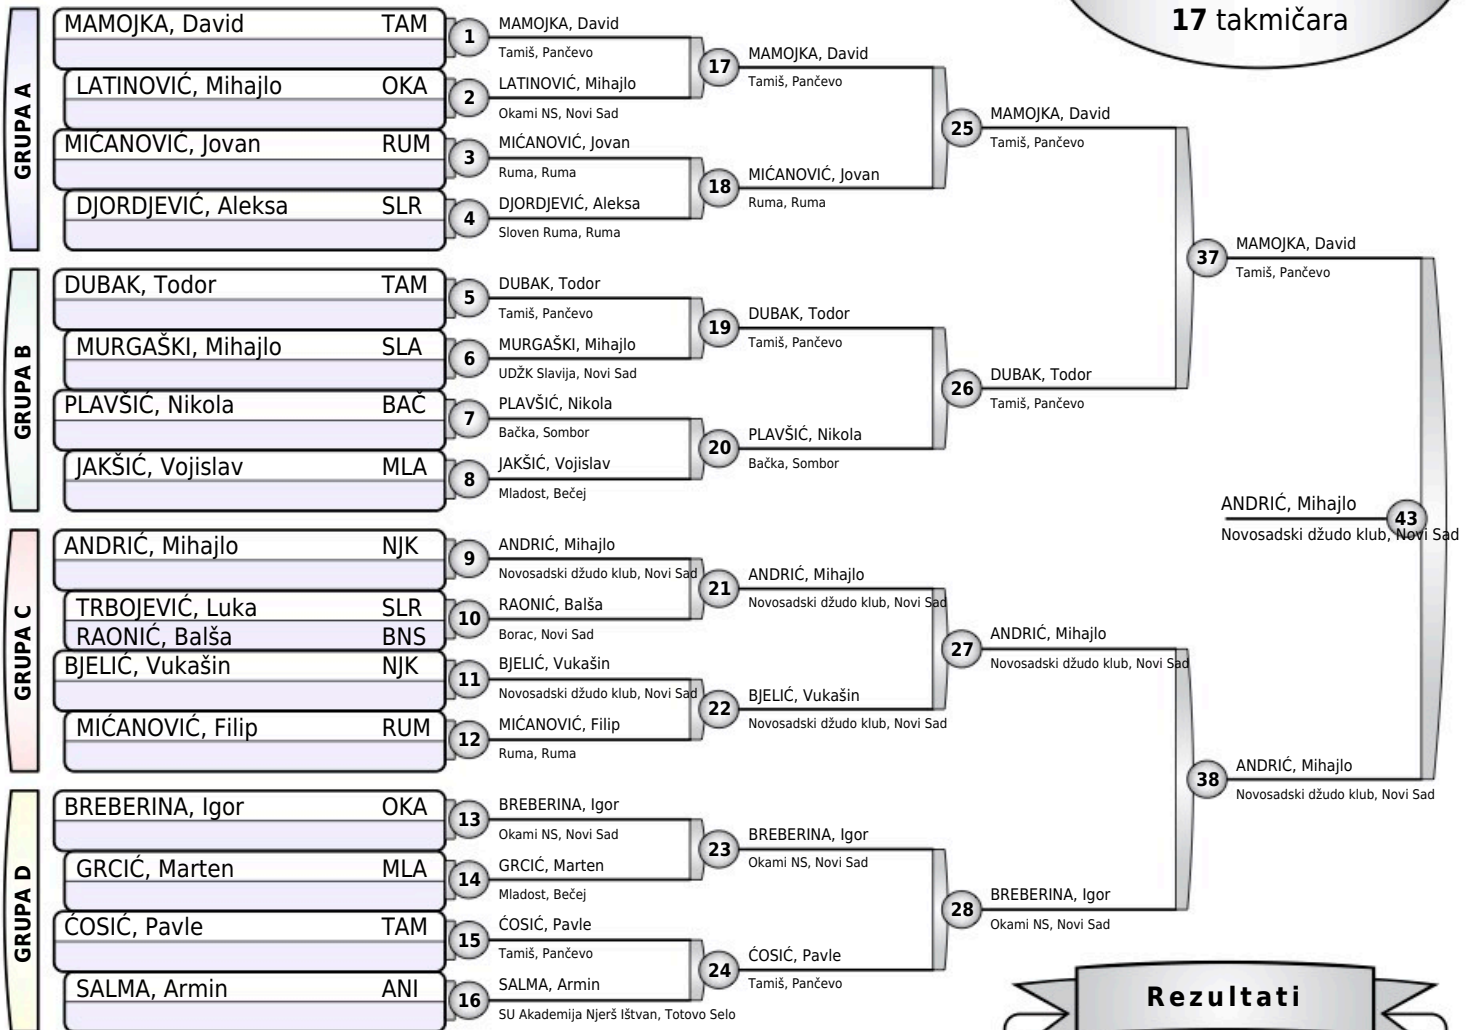 17 takmičara
GRUPA A
MAMOJKA, David TAM
LATINOVIĆ, Mihajlo OKA
MIĆANOVIĆ, Jovan RUM
DJORDJEVIĆ, Aleksa SLR
GRUPA B
DUBAK, Todor TAM
MURGAŠKI, Mihajlo SLA
PLAVŠIĆ, Nikola BAČ
JAKŠIĆ, Vojislav MLA
GRUPA C
ANDRIĆ, Mihajlo NJK
TRBOJEVIĆ, Luka SLR
RAONIĆ, Balša BNS
BJELIĆ, Vukašin NJK
MIĆANOVIĆ, Filip RUM
GRUPA D
BREBERINA, Igor OKA
GRCIĆ, Marten MLA
ĆOSIĆ, Pavle TAM
SALMA, Armin ANI
1
MAMOJKA, David
Tamiš, Pančevo
2
LATINOVIĆ, Mihajlo
Okami NS, Novi Sad
3
MIĆANOVIĆ, Jovan
Ruma, Ruma
4
DJORDJEVIĆ, Aleksa
Sloven Ruma, Ruma
5
DUBAK, Todor
Tamiš, Pančevo
6
MURGAŠKI, Mihajlo
UDŽK Slavija, Novi Sad
7
PLAVŠIĆ, Nikola
Bačka, Sombor
8
JAKŠIĆ, Vojislav
Mladost, Bečej
9
ANDRIĆ, Mihajlo
Novosadski džudo klub, Novi Sad
10
RAONIĆ, Balša
Borac, Novi Sad
11
BJELIĆ, Vukašin
Novosadski džudo klub, Novi Sad
12
MIĆANOVIĆ, Filip
Ruma, Ruma
13
BREBERINA, Igor
Okami NS, Novi Sad
14
GRCIĆ, Marten
Mladost, Bečej
15
ĆOSIĆ, Pavle
Tamiš, Pančevo
16
SALMA, Armin
SU Akademija Njerš Ištvan, Totovo Selo
17
MAMOJKA, David
Tamiš, Pančevo
18
MIĆANOVIĆ, Jovan
Ruma, Ruma
19
DUBAK, Todor
Tamiš, Pančevo
20
PLAVŠIĆ, Nikola
Bačka, Sombor
21
ANDRIĆ, Mihajlo
Novosadski džudo klub, Novi Sad
22
BJELIĆ, Vukašin
Novosadski džudo klub, Novi Sad
23
BREBERINA, Igor
Okami NS, Novi Sad
24
ĆOSIĆ, Pavle
Tamiš, Pančevo
25
MAMOJKA, David
Tamiš, Pančevo
26
DUBAK, Todor
Tamiš, Pančevo
27
ANDRIĆ, Mihajlo
Novosadski džudo klub, Novi Sad
28
BREBERINA, Igor
Okami NS, Novi Sad
37
MAMOJKA, David
Tamiš, Pančevo
38
ANDRIĆ, Mihajlo
Novosadski džudo klub, Novi Sad
ANDRIĆ, Mihajlo
43
Novosadski džudo klub, Novi Sad
Rezultati